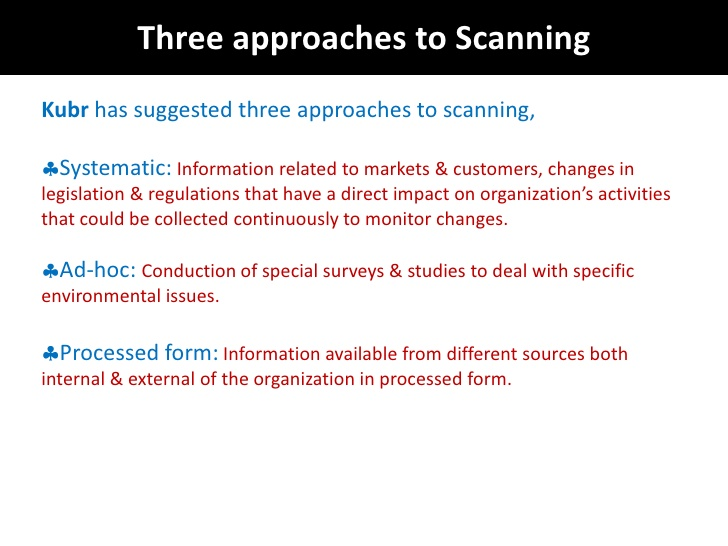 Three approaches to Scanning
Kubr has suggested three approaches to scanning,
♣Systematic: Information related to markets & customers, changes in
legislation & regulations that have a direct impact on organization’s activities
that could be collected continuously to monitor changes.
♣Ad-hoc: Conduction of special surveys & studies to deal with specific
environmental issues.
♣Processed form: Information available from different sources both
internal & external of the organization in processed form.